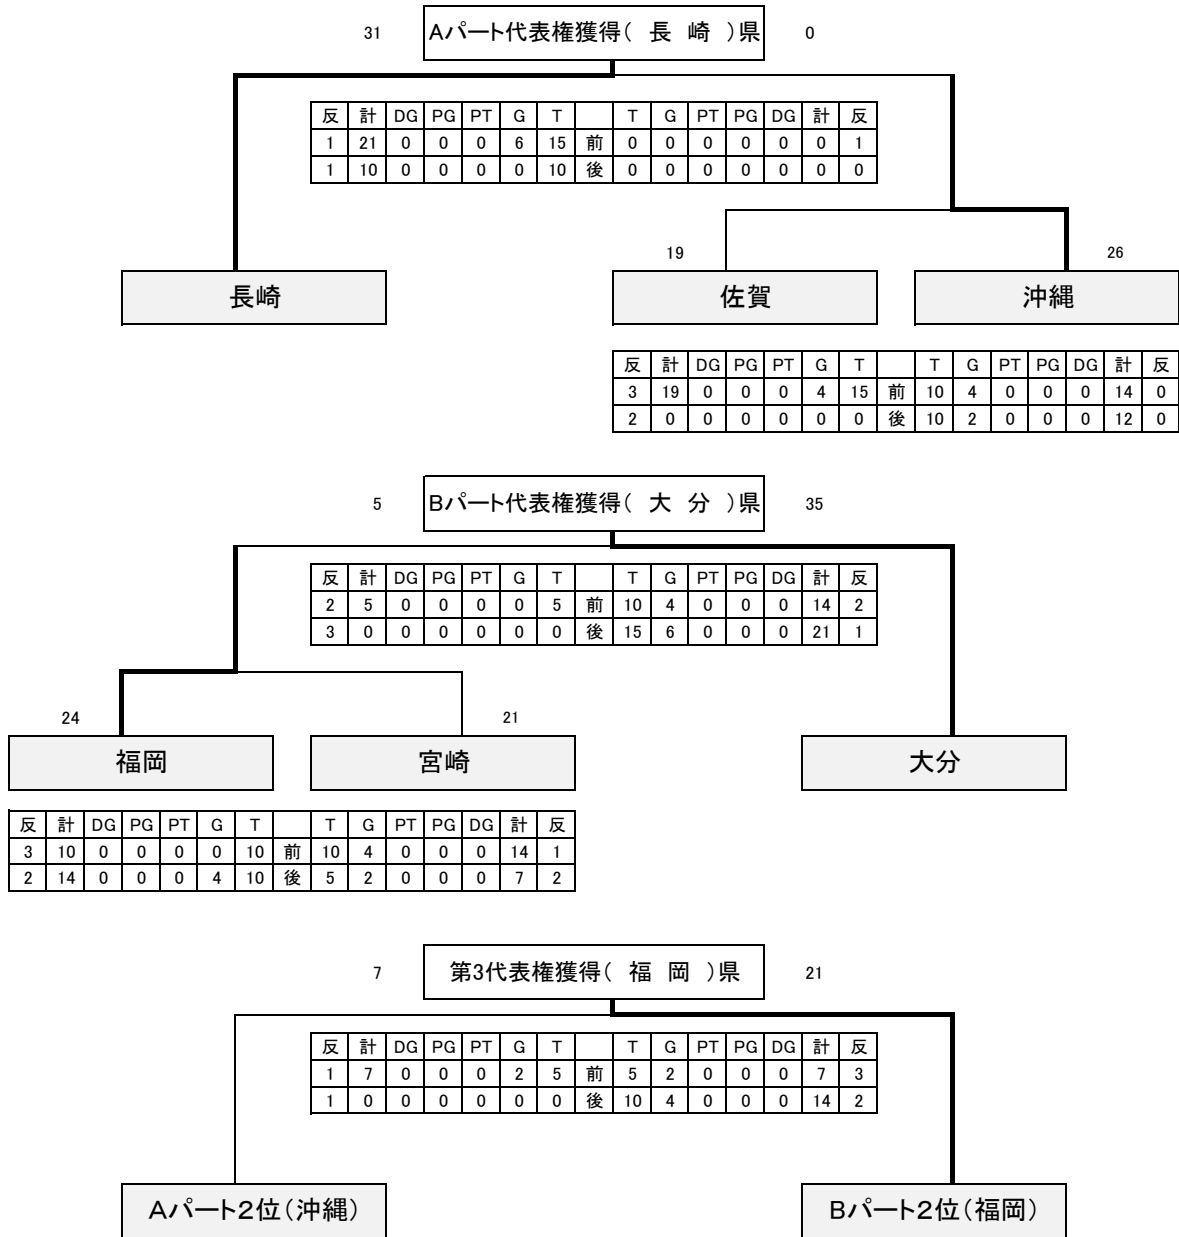 31 Aパート代表権獲得( 長 崎 )県 0
反 計 DG PG PT G T T G PT PG DG 計 反
1 21 0 0 0 6 15 前 0 0 0 0 0 0 1
1 10 0 0 0 0 10 後 0 0 0 0 0 0 0
19 26
長崎 佐賀 沖縄
反 計 DG PG PT G T T G PT PG DG 計 反
3 19 0 0 0 4 15 前 10 4 0 0 0 14 0
2 0 0 0 0 0 0 後 10 2 0 0 0 12 0
5 Bパート代表権獲得( 大 分 )県 35
反 計 DG PG PT G T T G PT PG DG 計 反
2 5 0 0 0 0 5 前 10 4 0 0 0 14 2
3 0 0 0 0 0 0 後 15 6 0 0 0 21 1
24 21
福岡 宮崎 大分
反 計 DG PG PT G T T G PT PG DG 計 反
3 10 0 0 0 0 10 前 10 4 0 0 0 14 1
2 14 0 0 0 4 10 後 5 2 0 0 0 7 2
7 第3代表権獲得( 福 岡 )県 21
反 計 DG PG PT G T T G PT PG DG 計 反
1 7 0 0 0 2 5 前 5 2 0 0 0 7 3
1 0 0 0 0 0 0 後 10 4 0 0 0 14 2
Aパート2位(沖縄) Bパート2位(福岡)